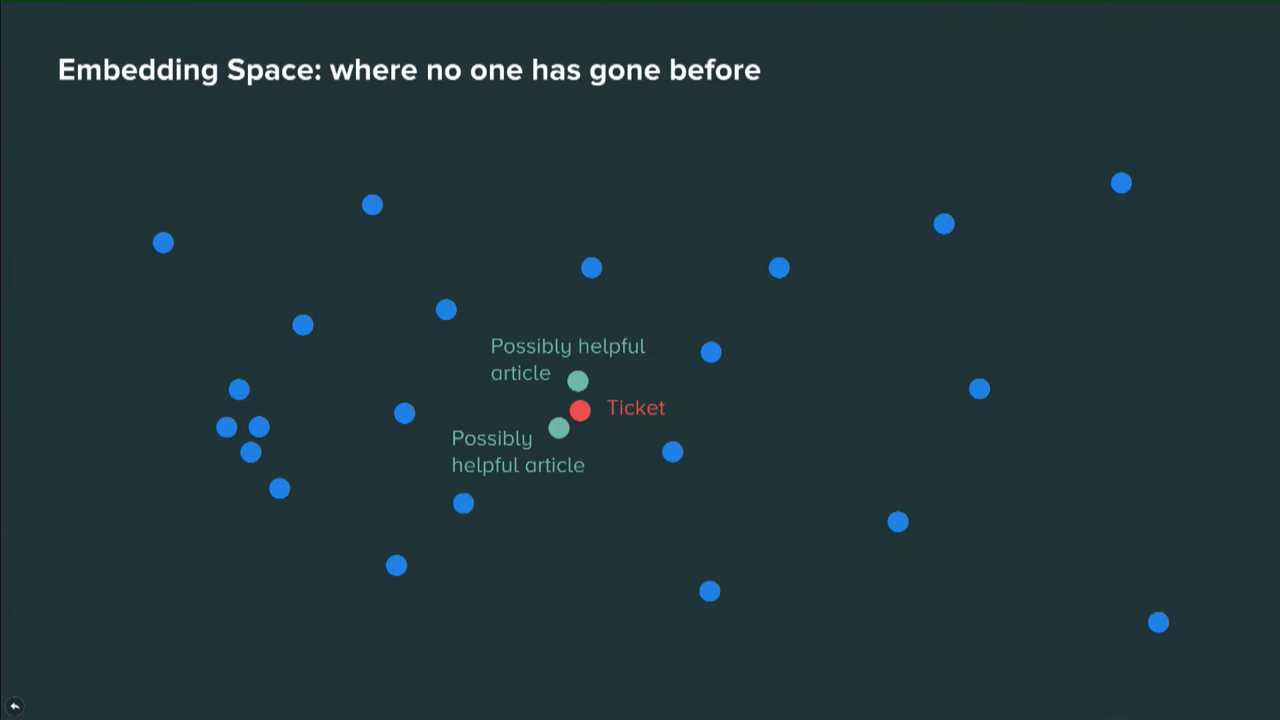 Embedding Space: where no one has gone before
Possibly helpful
article
Ticket
Possibly
helpful article